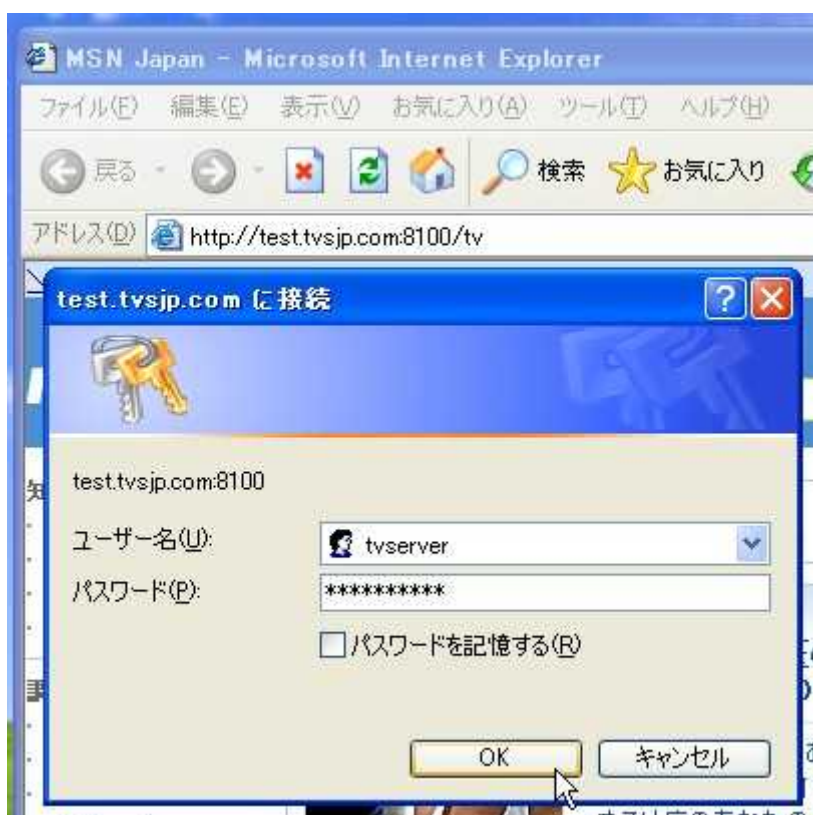 MSN Japan - Microsoft Internet Explorer
ファイル(F) 編集(E) 表示(V) お気に入り(A) ツール(T) ヘルプ(H)
戻る 検索 お気に入り
アドレス(D) http://test.tvsjp.com:8100/tv
test.tvsjp.com に接続
test.tvsjp.com:8100
ユーザー名(U): tvserver
パスワード(P): **********
パスワードを記憶する(R)
OK キャンセル